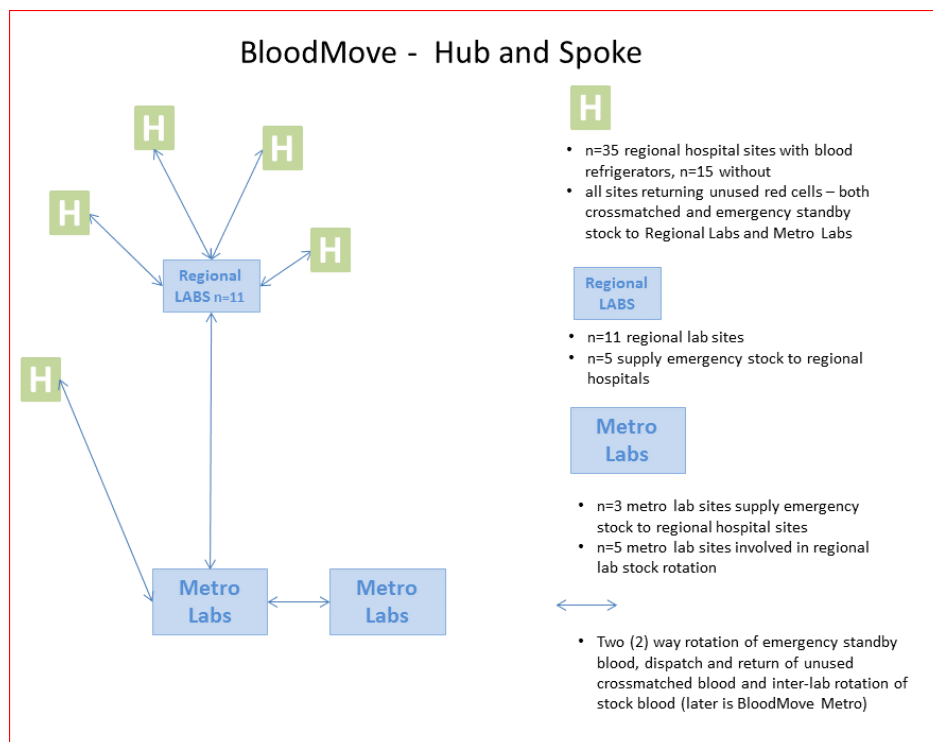 BloodMove -  Hub and Spoke
H
H
H
H
H
Regional
LABS n=11
H
Metro
Labs
Metro
Labs
H
• n=35 regional hospital sites with blood
refrigerators, n=15 without
• all sites returning unused red cells – both
crossmatched and emergency standby
stock to Regional Labs and Metro Labs
Regional
LABS
• n=11 regional lab sites
• n=5 supply emergency stock to regional
hospitals
Metro
Labs
• n=3 metro lab sites supply emergency
stock to regional hospital sites
• n=5 metro lab sites involved in regional
lab stock rotation
• Two (2) way rotation of emergency standby
blood, dispatch and return of unused
crossmatched blood and inter-lab rotation of
stock blood (later is BloodMove Metro)